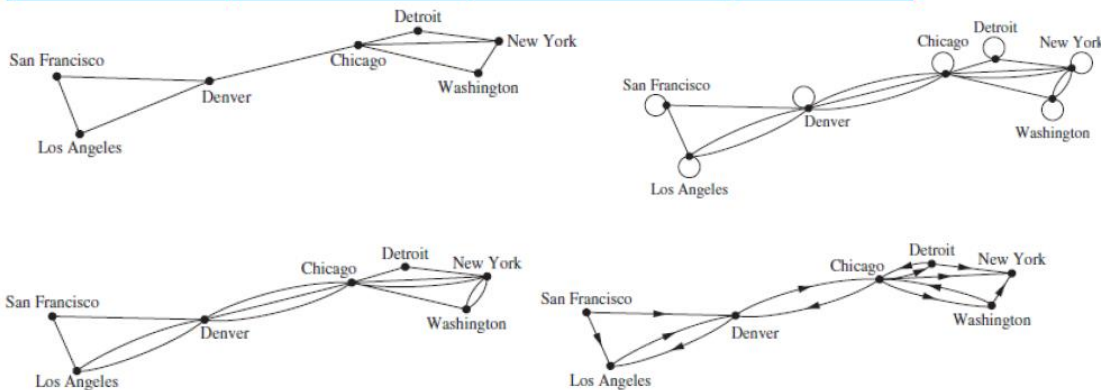 Detroit
New York
San Francisco
Chicago
Denver
Washington
Los Angeles
Detroit
Chicago
New York
San Francisco
Denver
Washington
Los Angeles
Detroit
Chicago
New York
San Francisco
Denver
Washington
Los Angeles
Detroit
Chicago
New York
San Francisco
Denver
Washington
Los Angeles